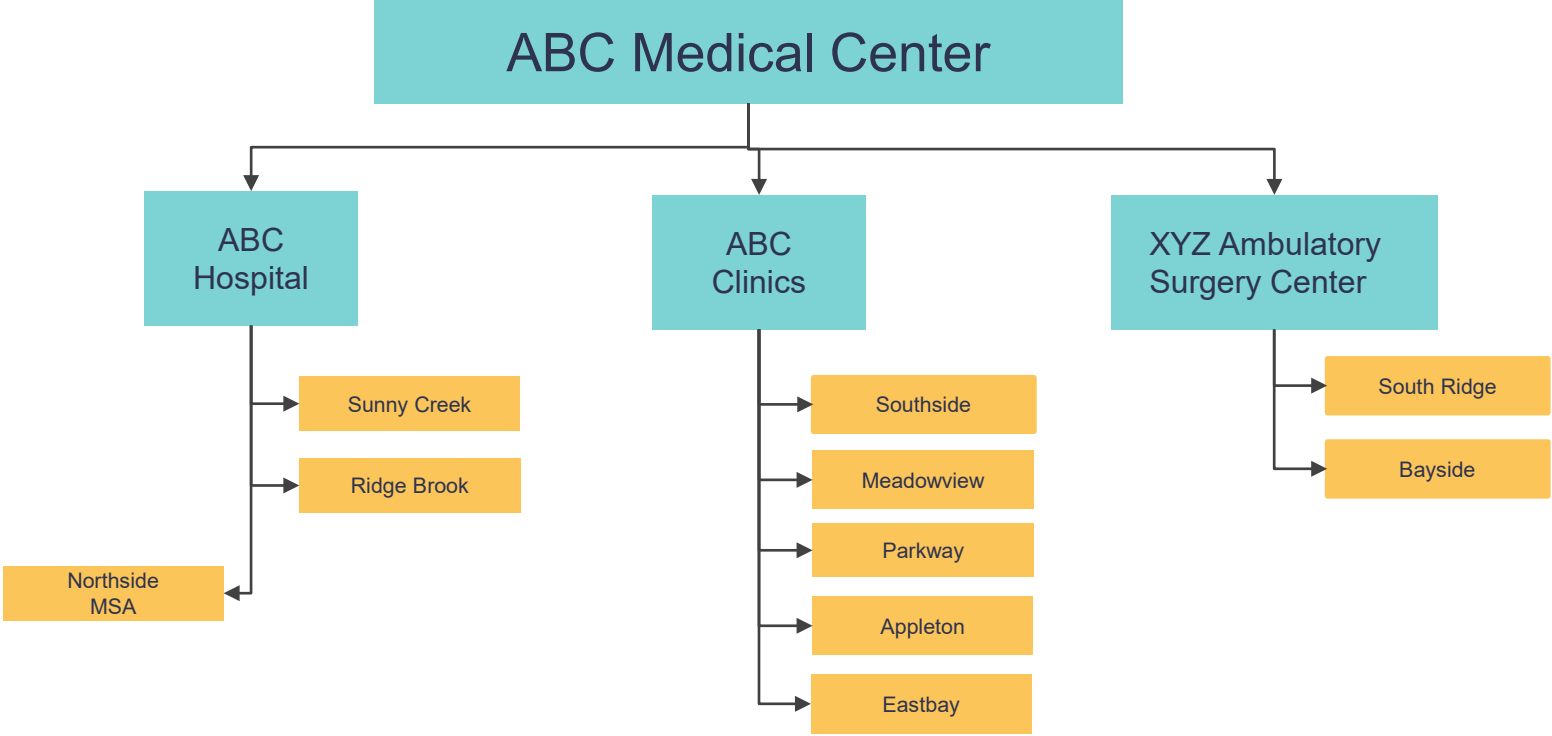 ABC Medical Center
ABC
Hospital
ABC
Clinics
XYZ Ambulatory
Surgery Center
Sunny Creek
Ridge Brook
Northside
MSA
Southside
Meadowview
Parkway
Appleton
Eastbay
South Ridge
Bayside